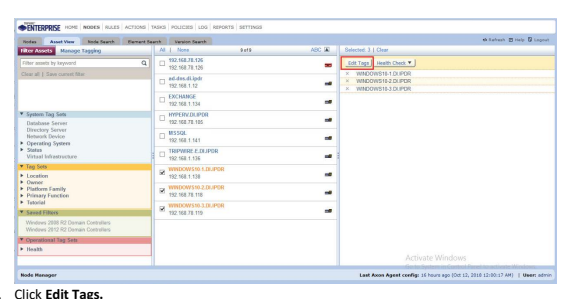 ENTERPRISE HOME | NODES | RULES | ACTIONS | TASKS | POLICIES | LOG | REPORTS | SETTINGS
Nodes Asset View Node Search Element Search Version Search Refresh Help Logout
Filter Assets Manage Tagging
All | None 9 of 9 ABC
Selected: 3 | Clear
Filter assets by keyword
Clear all | Save current filter
System Tag Sets
Database Server
Directory Server
Network Device
Operating System
Status
Virtual Infrastructure
Tag Sets
Location
Owner
Platform Family
Primary Function
Tutorial
Saved Filters
Windows 2008 R2 Domain Controllers
Windows 2012 R2 Domain Controllers
Operational Tag Sets
Health
192.168.78.126
192.168.78.126
ad-dns.di.ipdr
192.168.1.12
EXCHANGE
192.168.1.134
HYPERV.DI.IPDR
192.168.78.105
MSSQL
192.168.1.141
TRIPWIRE-E.DI.IPDR
192.168.1.136
WINDOWS10-1.DI.IPDR
192.168.1.138
WINDOWS10-2.DI.IPDR
192.168.78.118
WINDOWS10-3.DI.IPDR
192.168.78.119
Edit Tags Health Check
× WINDOWS10-1.DI.IPDR
× WINDOWS10-2.DI.IPDR
× WINDOWS10-3.DI.IPDR
Activate Windows
Node Manager Last Axon Agent config: 16 hours ago (Oct 12, 2018 12:00:17 AM) | User: admin
Click Edit Tags.